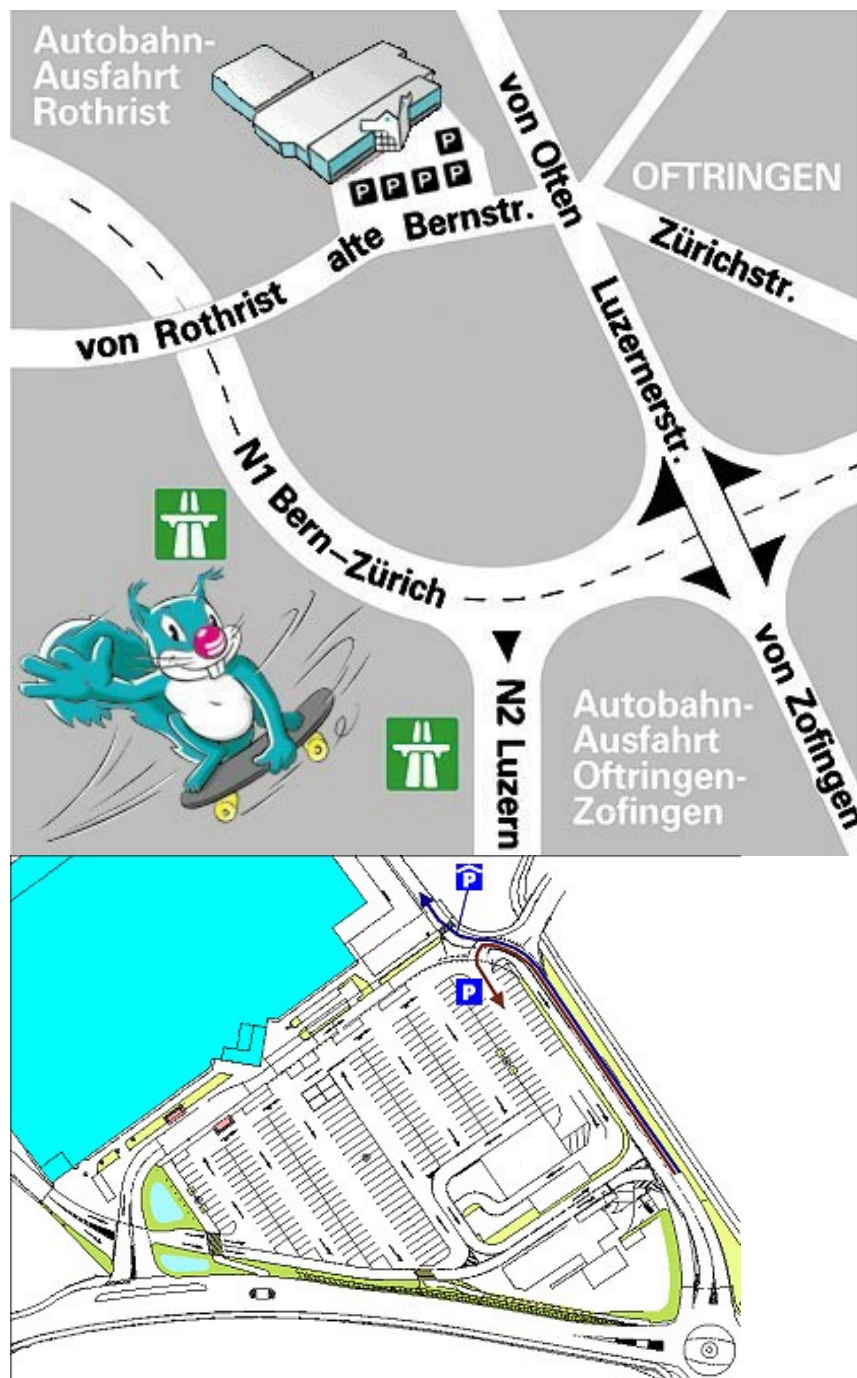 Autobahn-
Ausfahrt
Rothrist
von Olten
P
P P P P
OFTRINGEN
alte Bernstr.
Zürichstr.
von Rothrist
Luzernerstr.
N1 Bern–Zürich
von Zofingen
N2 Luzern
Autobahn-
Ausfahrt
Oftringen-
Zofingen
P
P